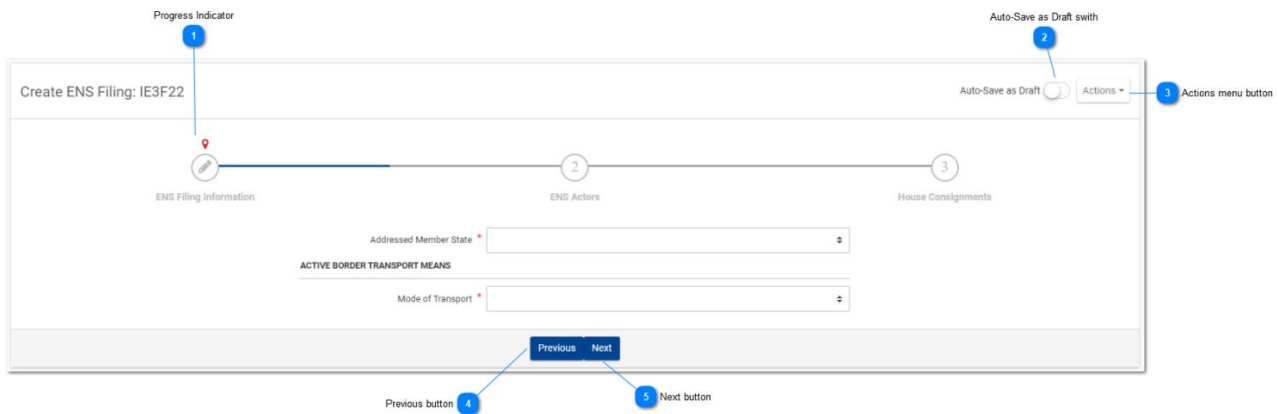 Progress Indicator
Auto-Save as Draft swith
1
2
Create ENS Filing: IE3F22
Auto-Save as Draft
Actions
3 Actions menu button
2
3
ENS Filing Information
ENS Actors
House Consignments
Addressed Member State *
ACTIVE BORDER TRANSPORT MEANS
Mode of Transport *
Previous Next
Previous button 4
5 Next button